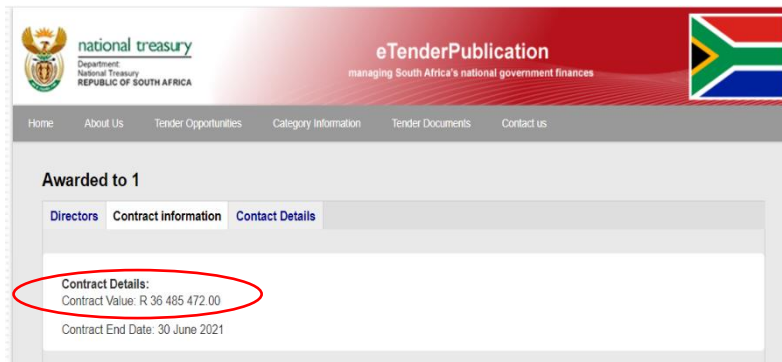 national treasury
Department:
National Treasury
REPUBLIC OF SOUTH AFRICA
eTenderPublication
managing South Africa's national government finances
Home About Us Tender Opportunities Category Information Tender Documents Contact us
Awarded to 1
Directors Contract information Contact Details
Contract Details:
Contract Value: R 36 485 472.00
Contract End Date: 30 June 2021